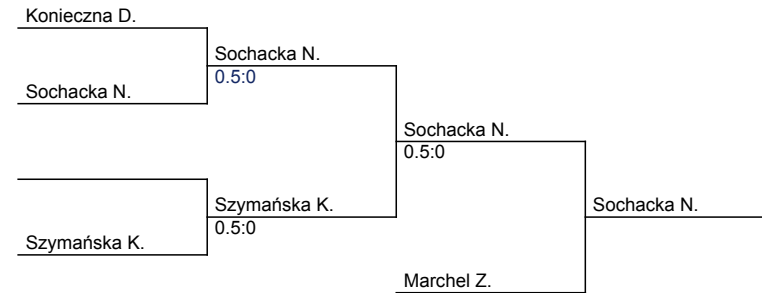 Konieczna D.
Sochacka N.
0.5:0
Sochacka N.
Sochacka N.
0.5:0
Szymańska K.
Sochacka N.
0.5:0
Szymańska K.
Marchel Z.